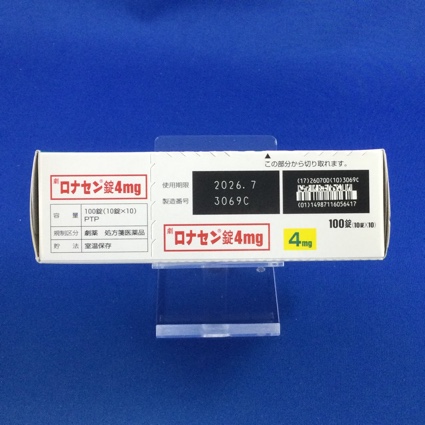 劇 ロナセン®錠4mg
容 量 100錠(10錠×10) PTP
規制区分 劇薬 処方箋医薬品
貯 法 室温保存
▲
この部分から切り取れます。
使用期限 2026.7
製造番号 3069C
(17)260700(10)3069C
(01)14987116056417
100錠(10錠×10)
劇 ロナセン®錠4mg
4mg